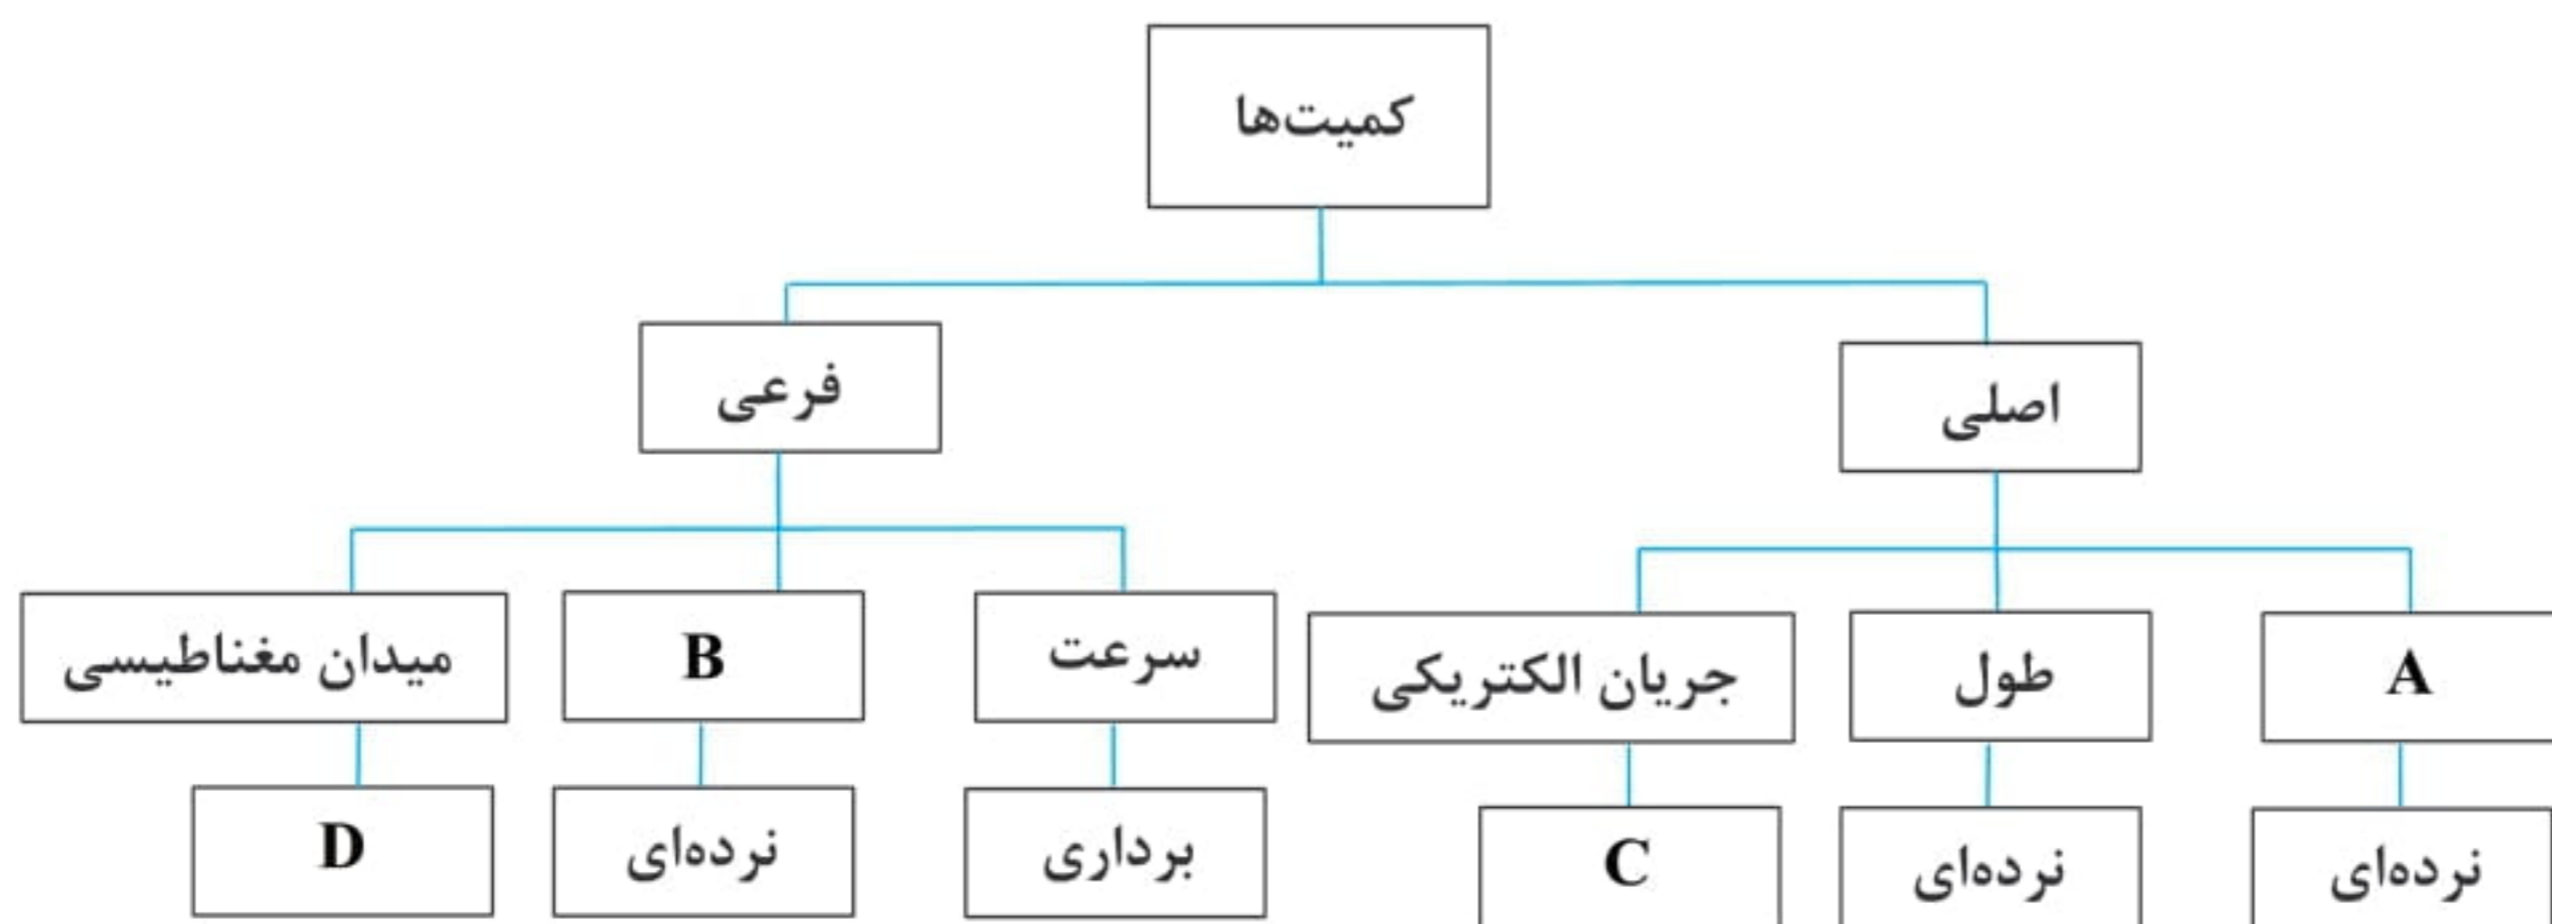 کمیت‌ها
اصلی
فرعی
A
طول
جریان الکتریکی
سرعت
B
میدان مغناطیسی
نرده‌ای
نرده‌ای
C
برداری
نرده‌ای
D